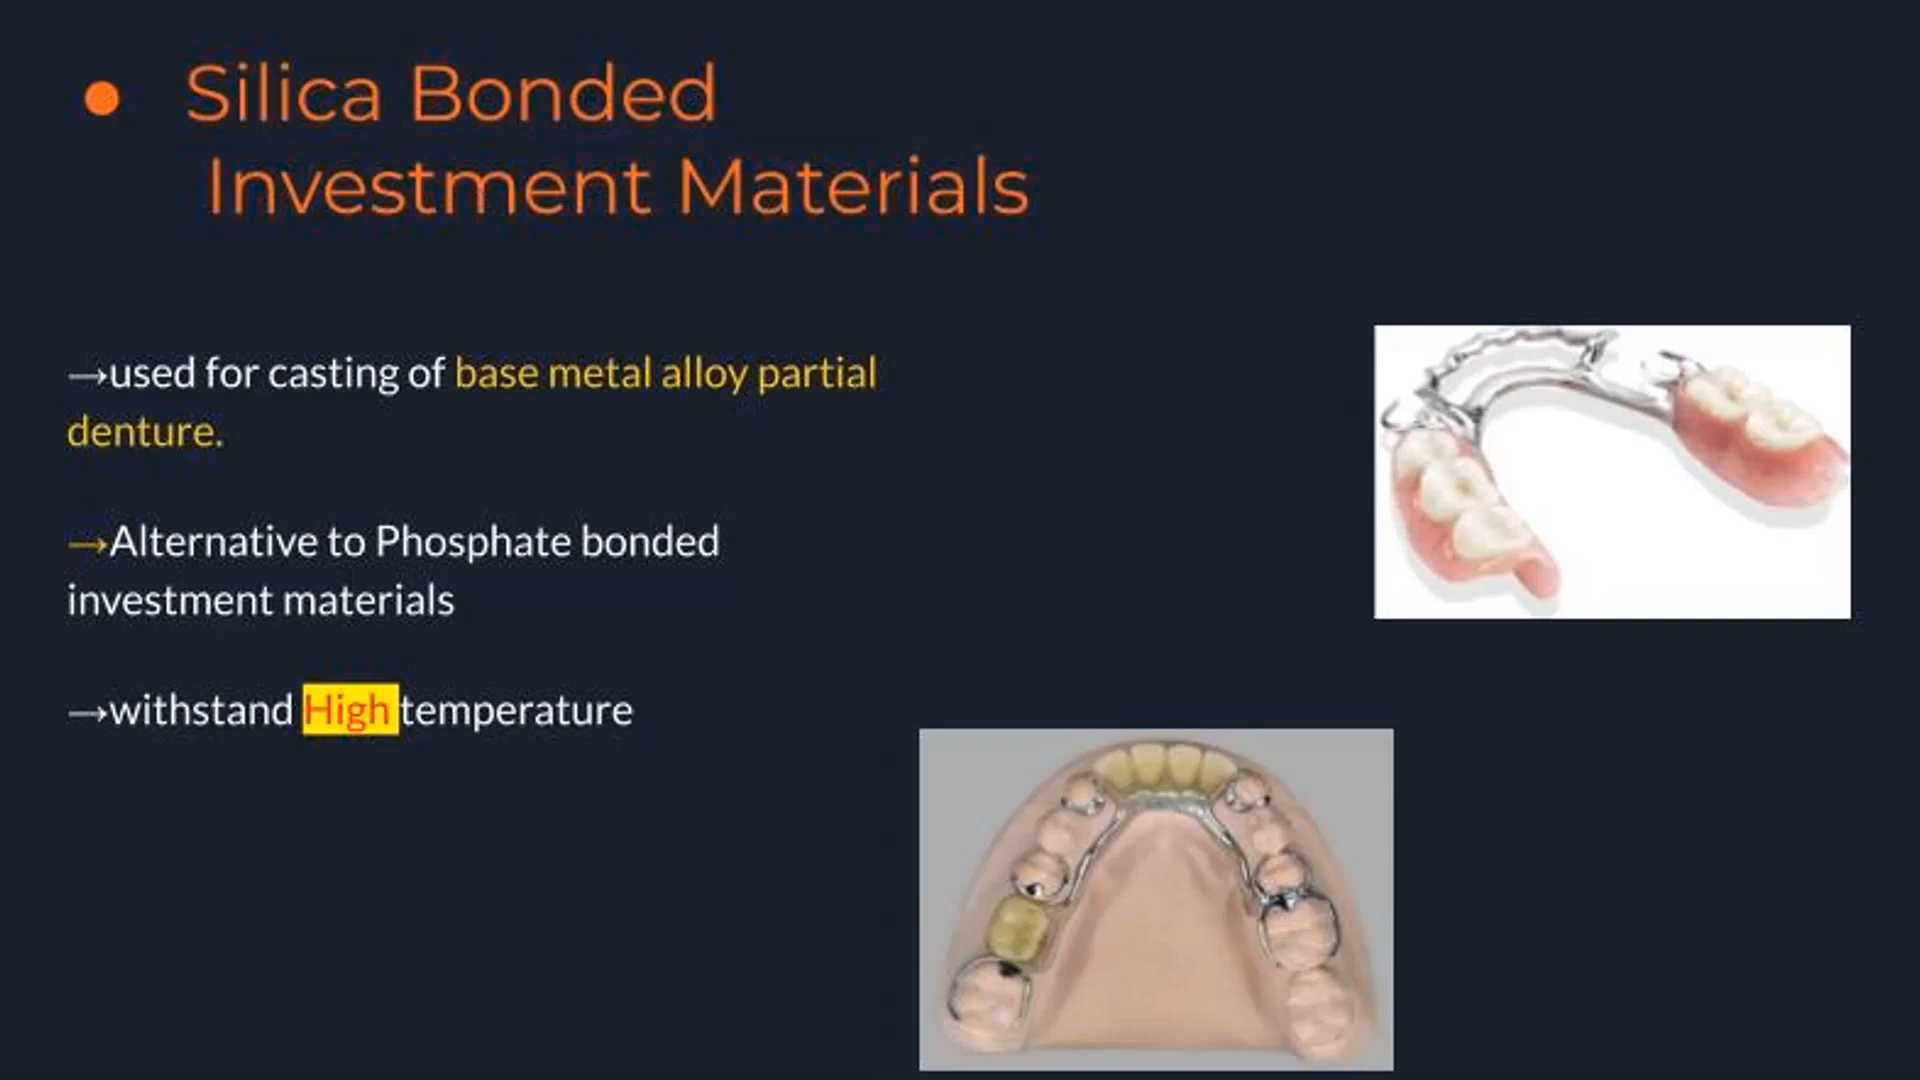 ● Silica Bonded
Investment Materials
→used for casting of base metal alloy partial
denture.
→Alternative to Phosphate bonded
investment materials
→withstand High temperature